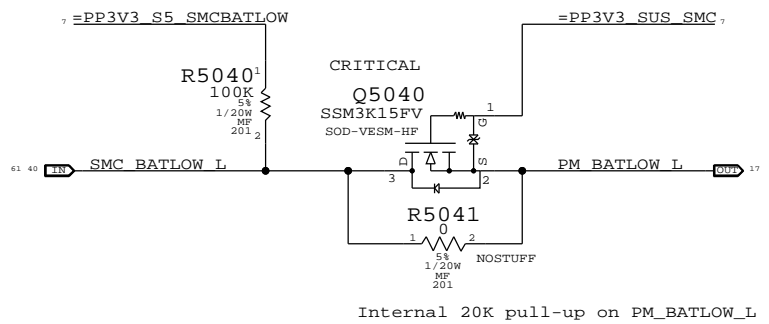 7 =PP3V3_S5_SMCBATLOW
=PP3V3_SUS_SMC 7
CRITICAL
R5040 1
100K
5%
1/20W
MF
201 2
Q5040
SSM3K15FV
SOD-VESM-HF
1
G
D
S
3
2
61 40 IN SMC_BATLOW_L
PM_BATLOW_L OUT 17
R5041
1 0 2
5%
1/20W
MF
201
NOSTUFF
Internal 20K pull-up on PM_BATLOW_L